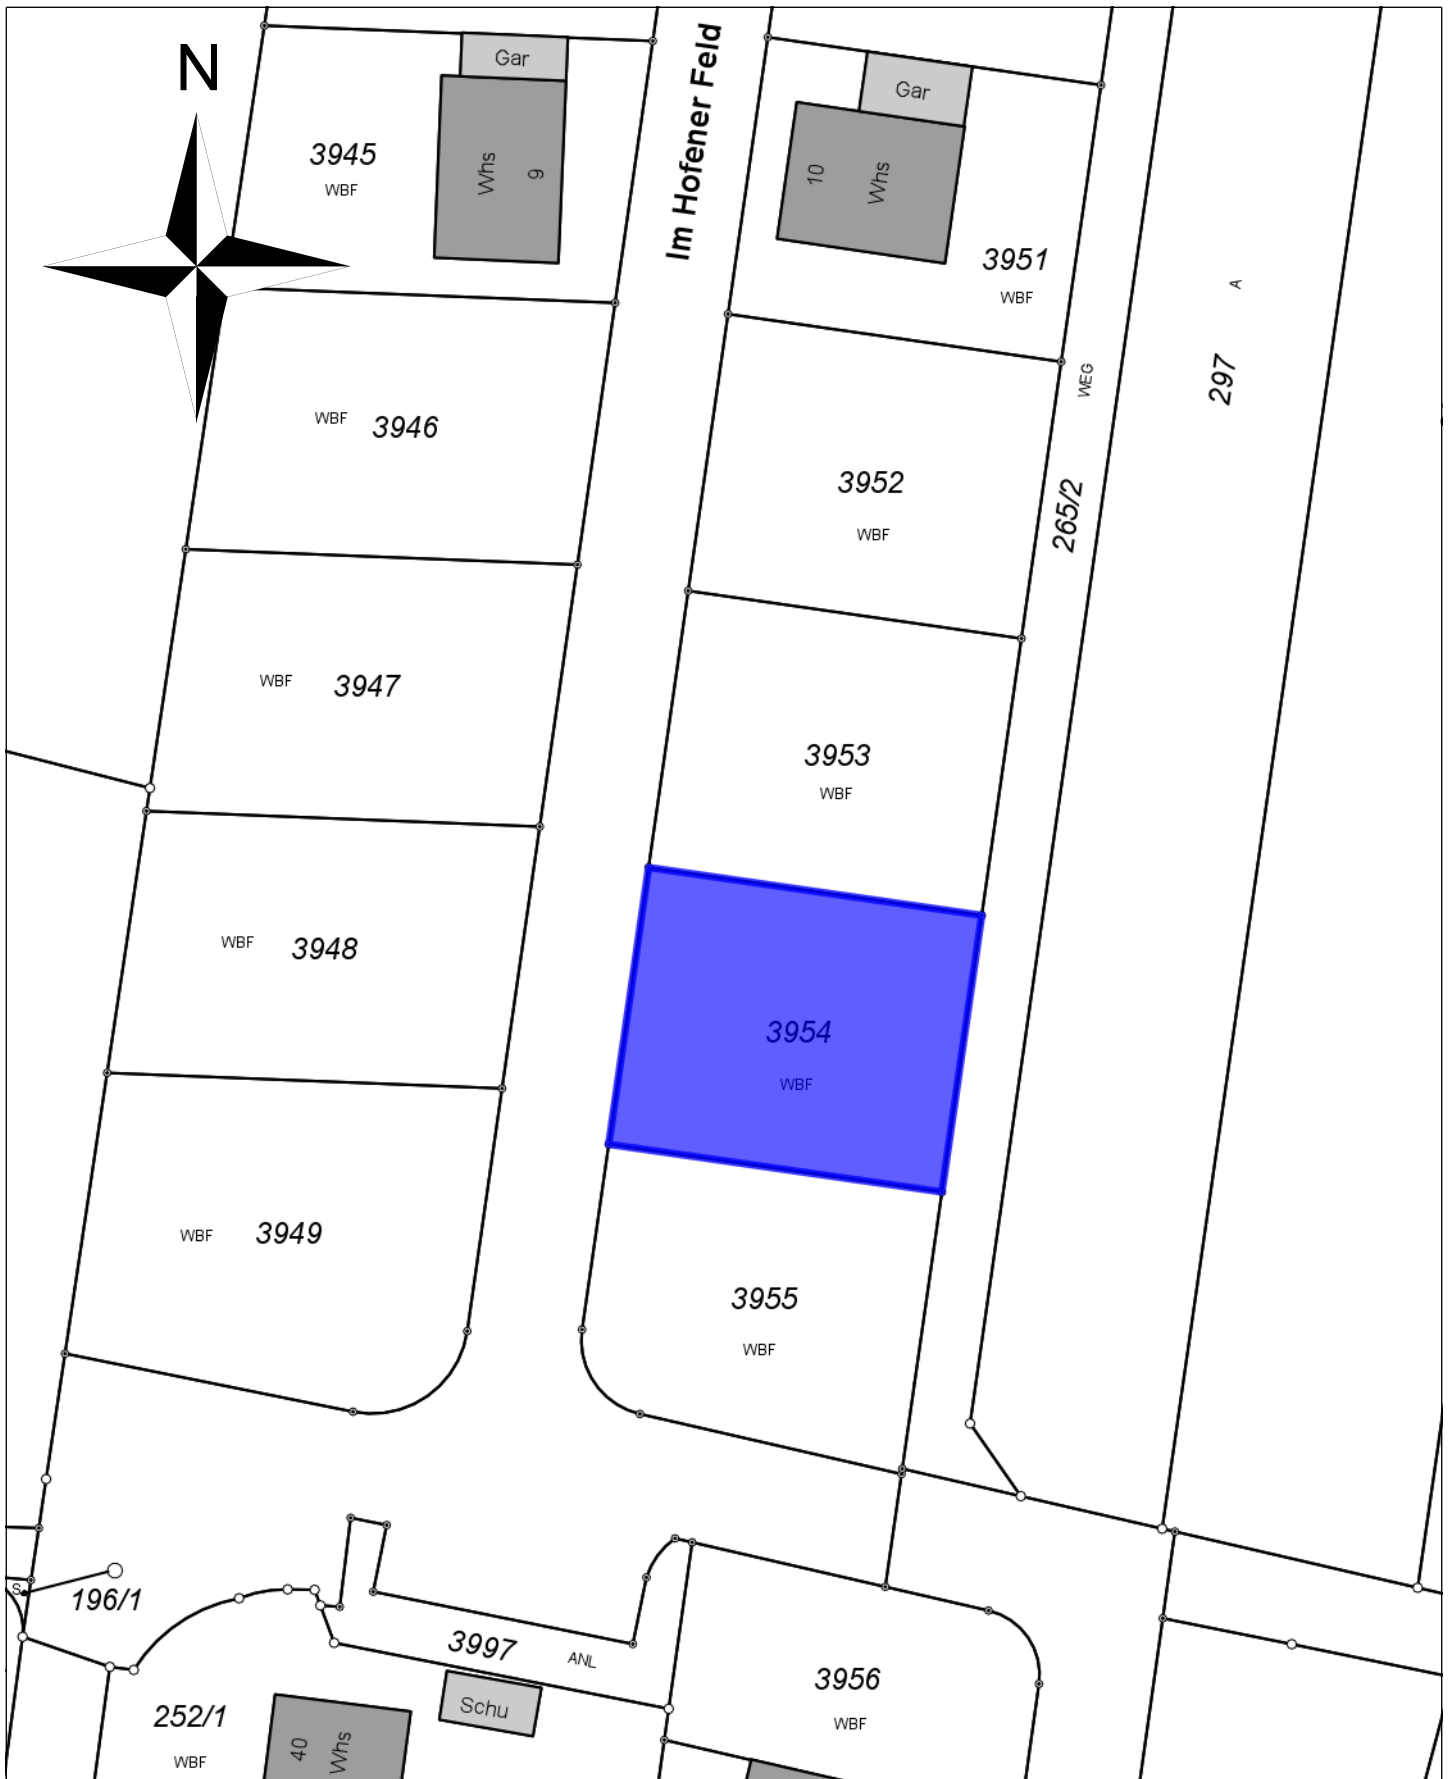 N
Gar
Im Hofener Feld
Gar
3945
WBF
Whs
9
10
Whs
3951
WBF
A
297
WEG
WBF
3946
3952
WBF
265/2
WBF
3947
3953
WBF
WBF
3948
3954
WBF
WBF
3949
3955
WBF
S.
196/1
3997
ANL
3956
WBF
252/1
WBF
40
Whs
Schu